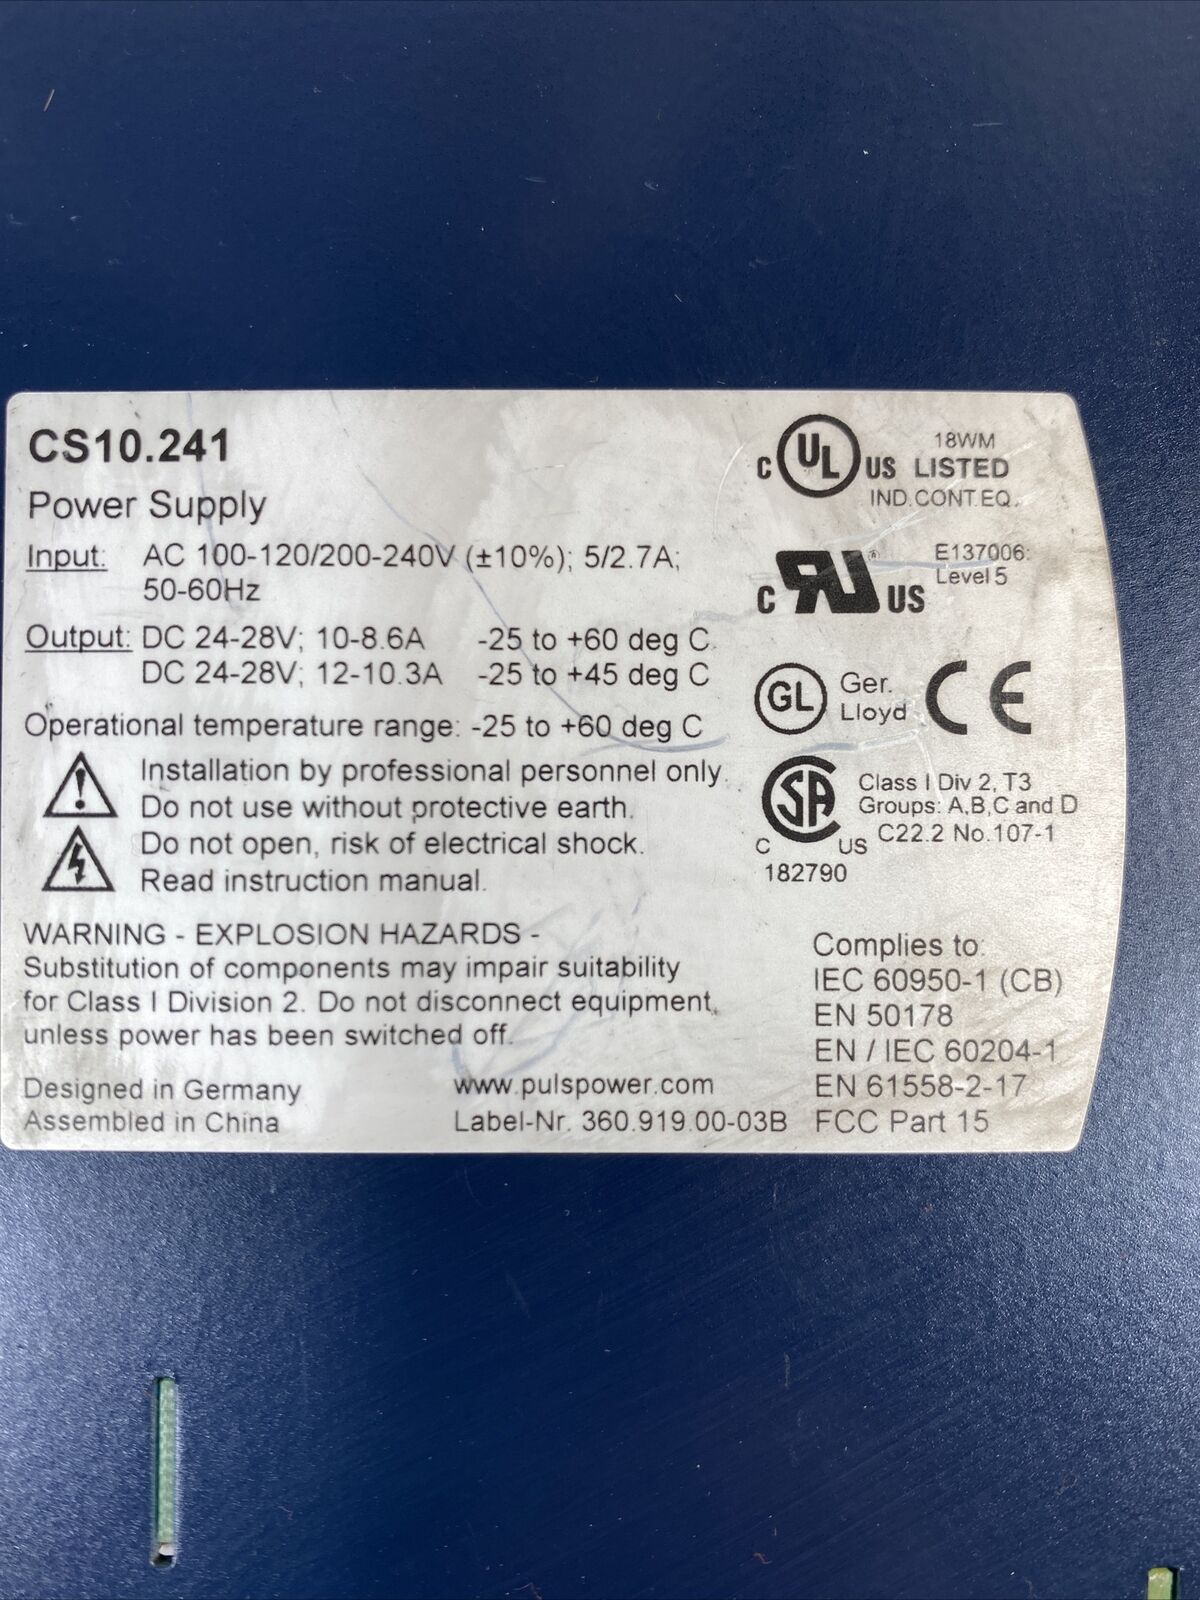 CS10.241
Power Supply
Input: AC 100-120/200-240V (±10%); 5/2.7A;
50-60Hz
Output: DC 24-28V; 10-8.6A -25 to +60 deg C
DC 24-28V; 12-10.3A -25 to +45 deg C
Operational temperature range: -25 to +60 deg C
Installation by professional personnel only.
Do not use without protective earth.
Do not open, risk of electrical shock.
Read instruction manual.
WARNING - EXPLOSION HAZARDS -
Substitution of components may impair suitability
for Class I Division 2. Do not disconnect equipment,
unless power has been switched off.
Designed in Germany
Assembled in China
www.pulspower.com
Label-Nr. 360.919.00-03B
C UL US 18WM
LISTED
IND.CONT.EQ.
C RU® US E137006:
Level 5
GL Ger.
Lloyd CE
C SA US Class I Div 2, T3
Groups: A,B,C and D
C22.2 No.107-1
182790
Complies to:
IEC 60950-1 (CB)
EN 50178
EN / IEC 60204-1
EN 61558-2-17
FCC Part 15